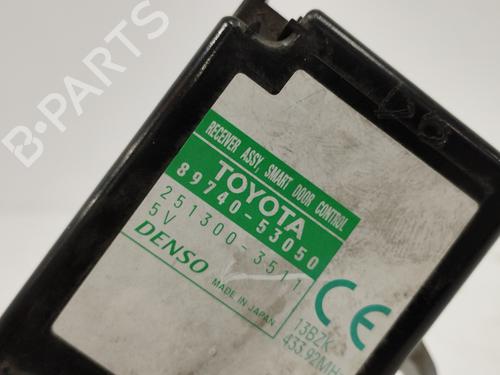 B-PARTS
RECEIVER ASSY, SMART DOOR CONTROL
TOYOTA
89740-53050
251300-3511
5V
DENSO MADE IN JAPAN
CE
13BZK
433.92MH